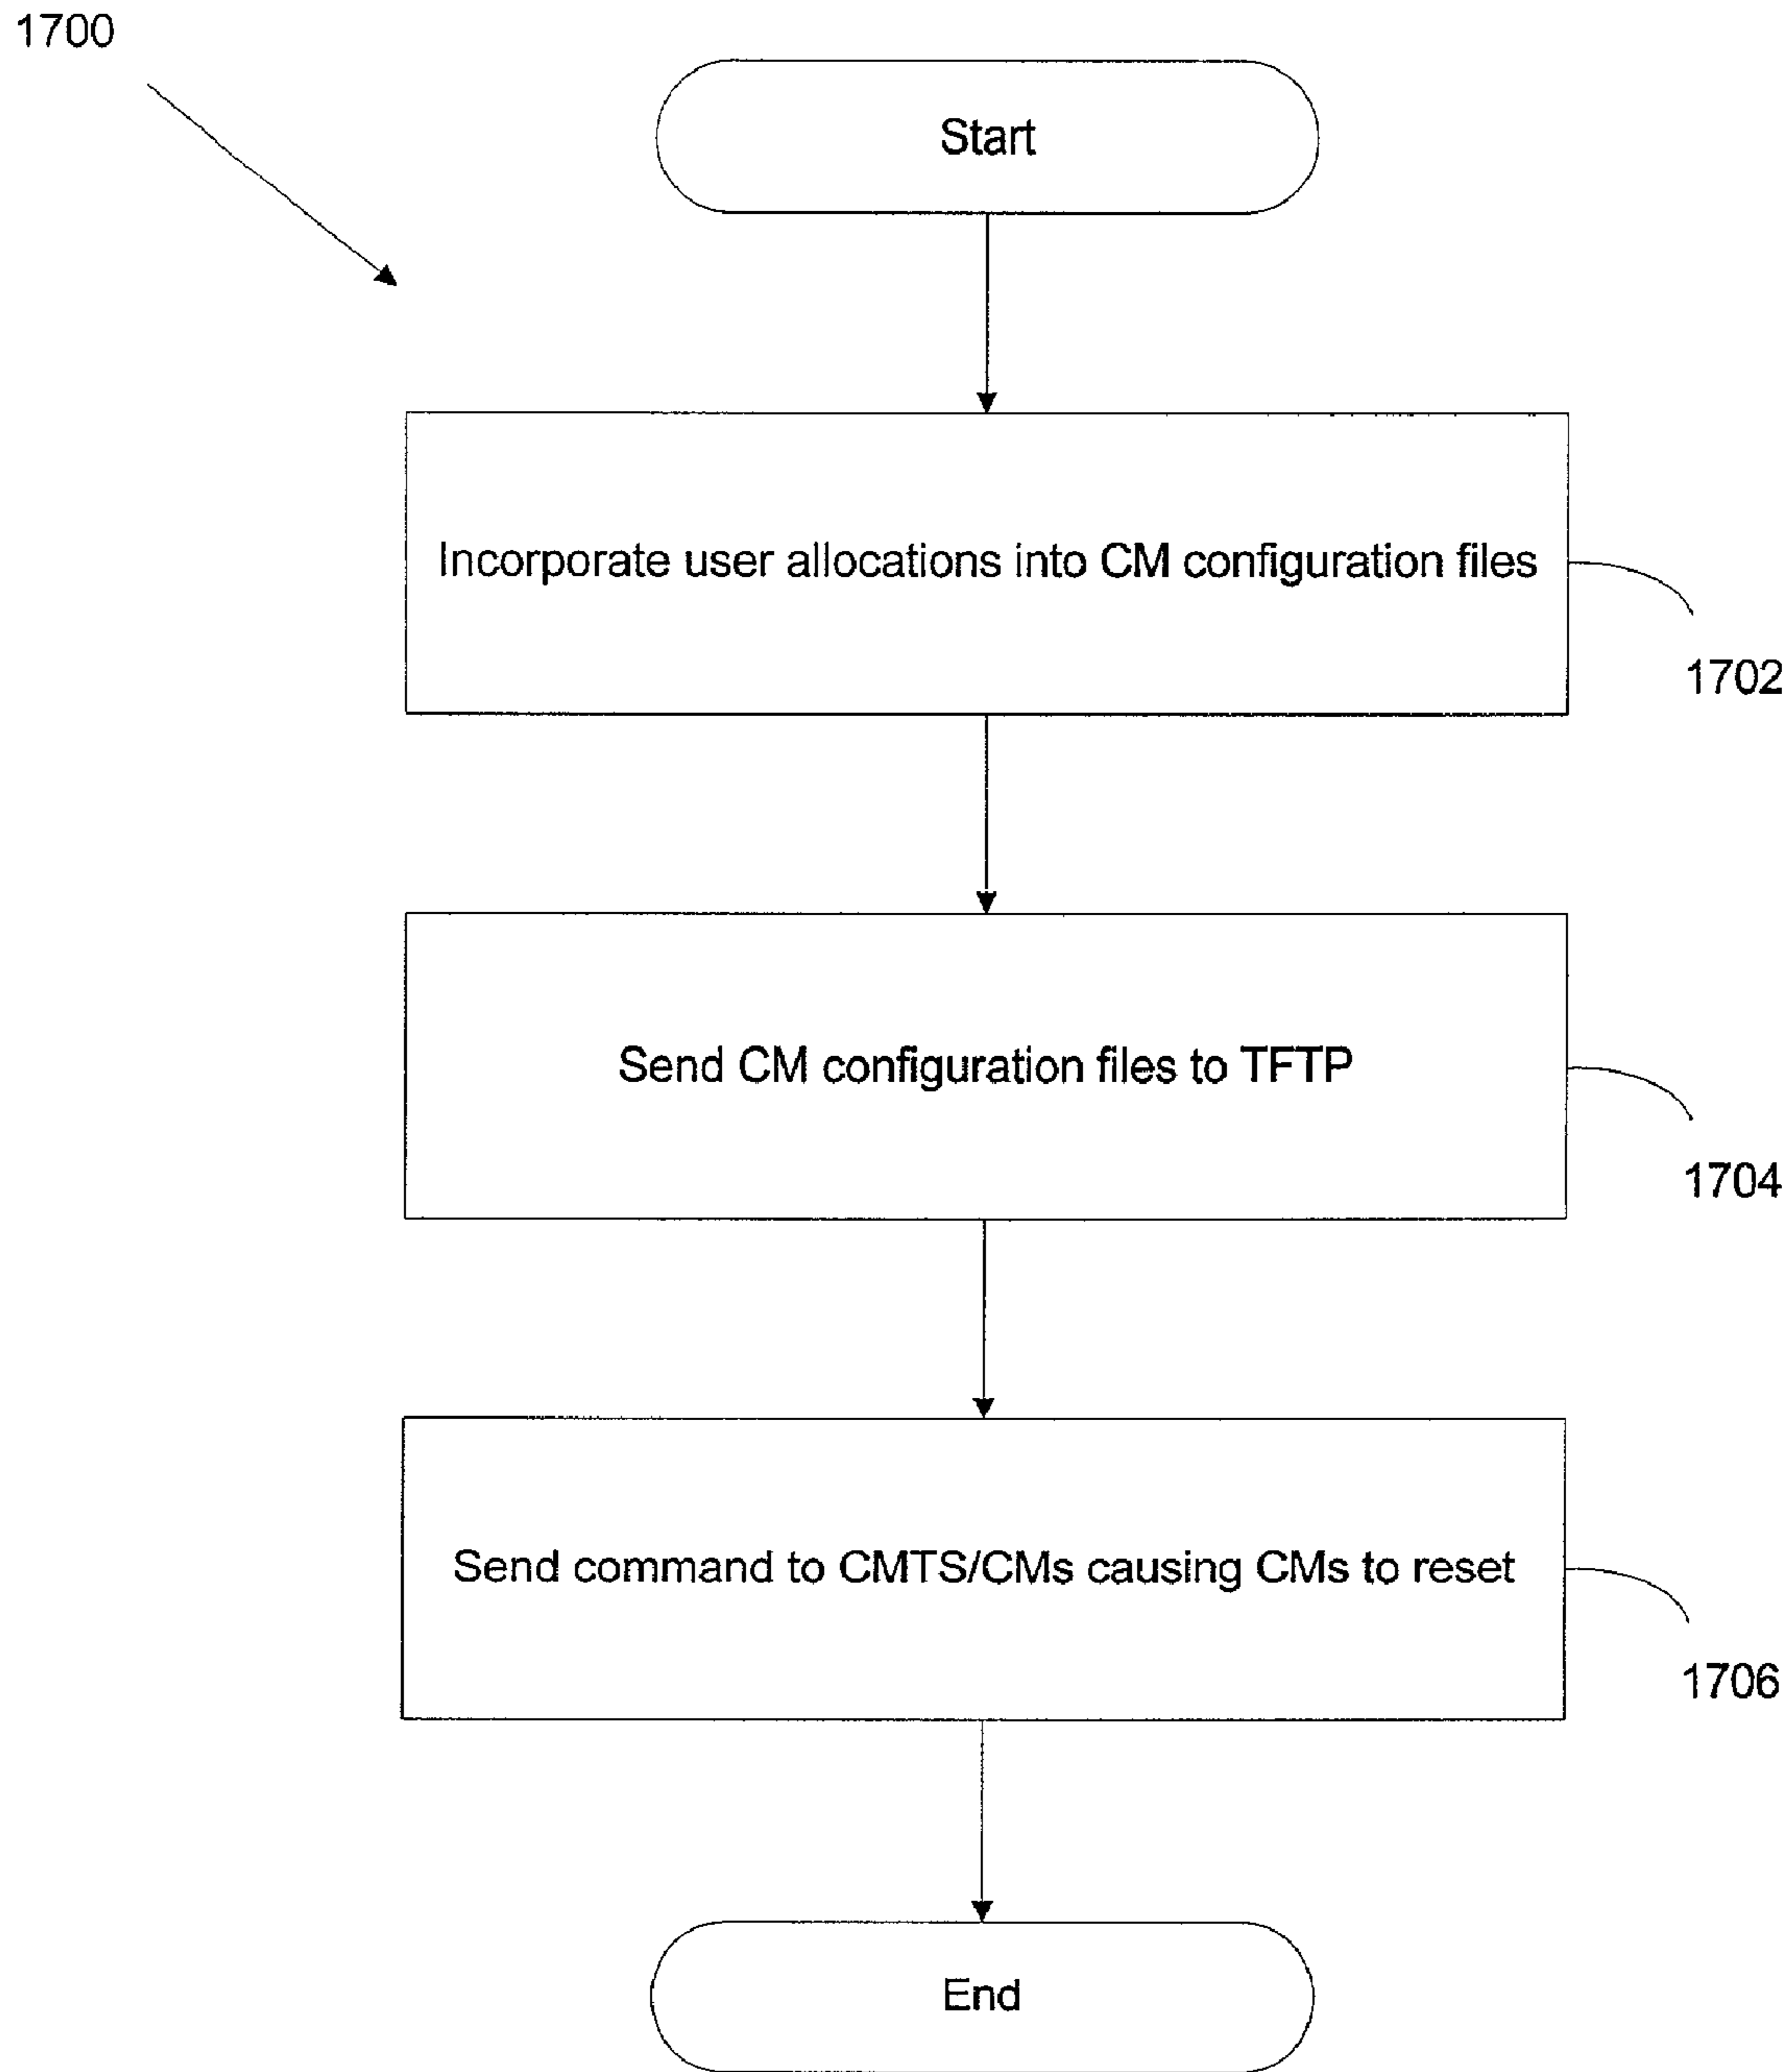 1700
Start
Incorporate user allocations into CM configuration files
1702
Send CM configuration files to TFTP
1704
Send command to CMTS/CMs causing CMs to reset
1706
End